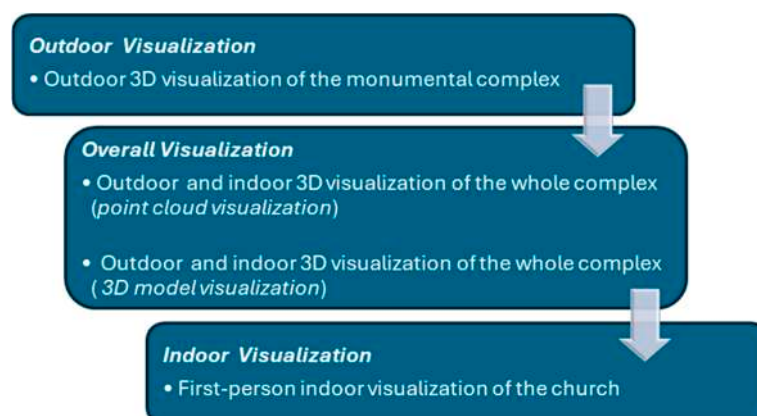 Outdoor Visualization
• Outdoor 3D visualization of the monumental complex
Overall Visualization
• Outdoor and indoor 3D visualization of the whole complex
(point cloud visualization)
• Outdoor and indoor 3D visualization of the whole complex
( 3D model visualization)
Indoor Visualization
• First-person indoor visualization of the church